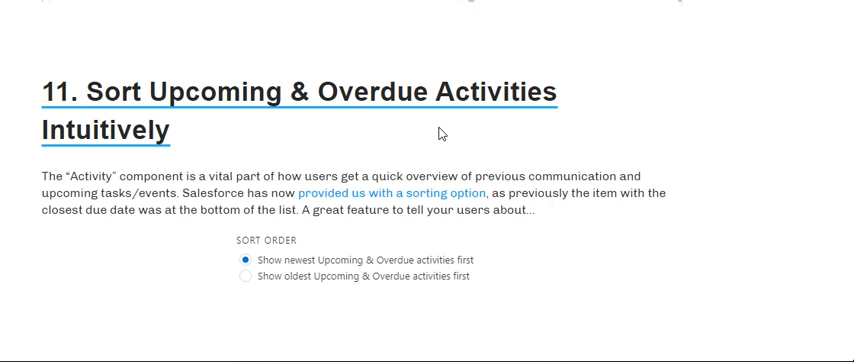 11. Sort Upcoming & Overdue Activities
Intuitively
The “Activity” component is a vital part of how users get a quick overview of previous communication and
upcoming tasks/events. Salesforce has now provided us with a sorting option, as previously the item with the
closest due date was at the bottom of the list. A great feature to tell your users about...
SORT ORDER
Show newest Upcoming & Overdue activities first
Show oldest Upcoming & Overdue activities first